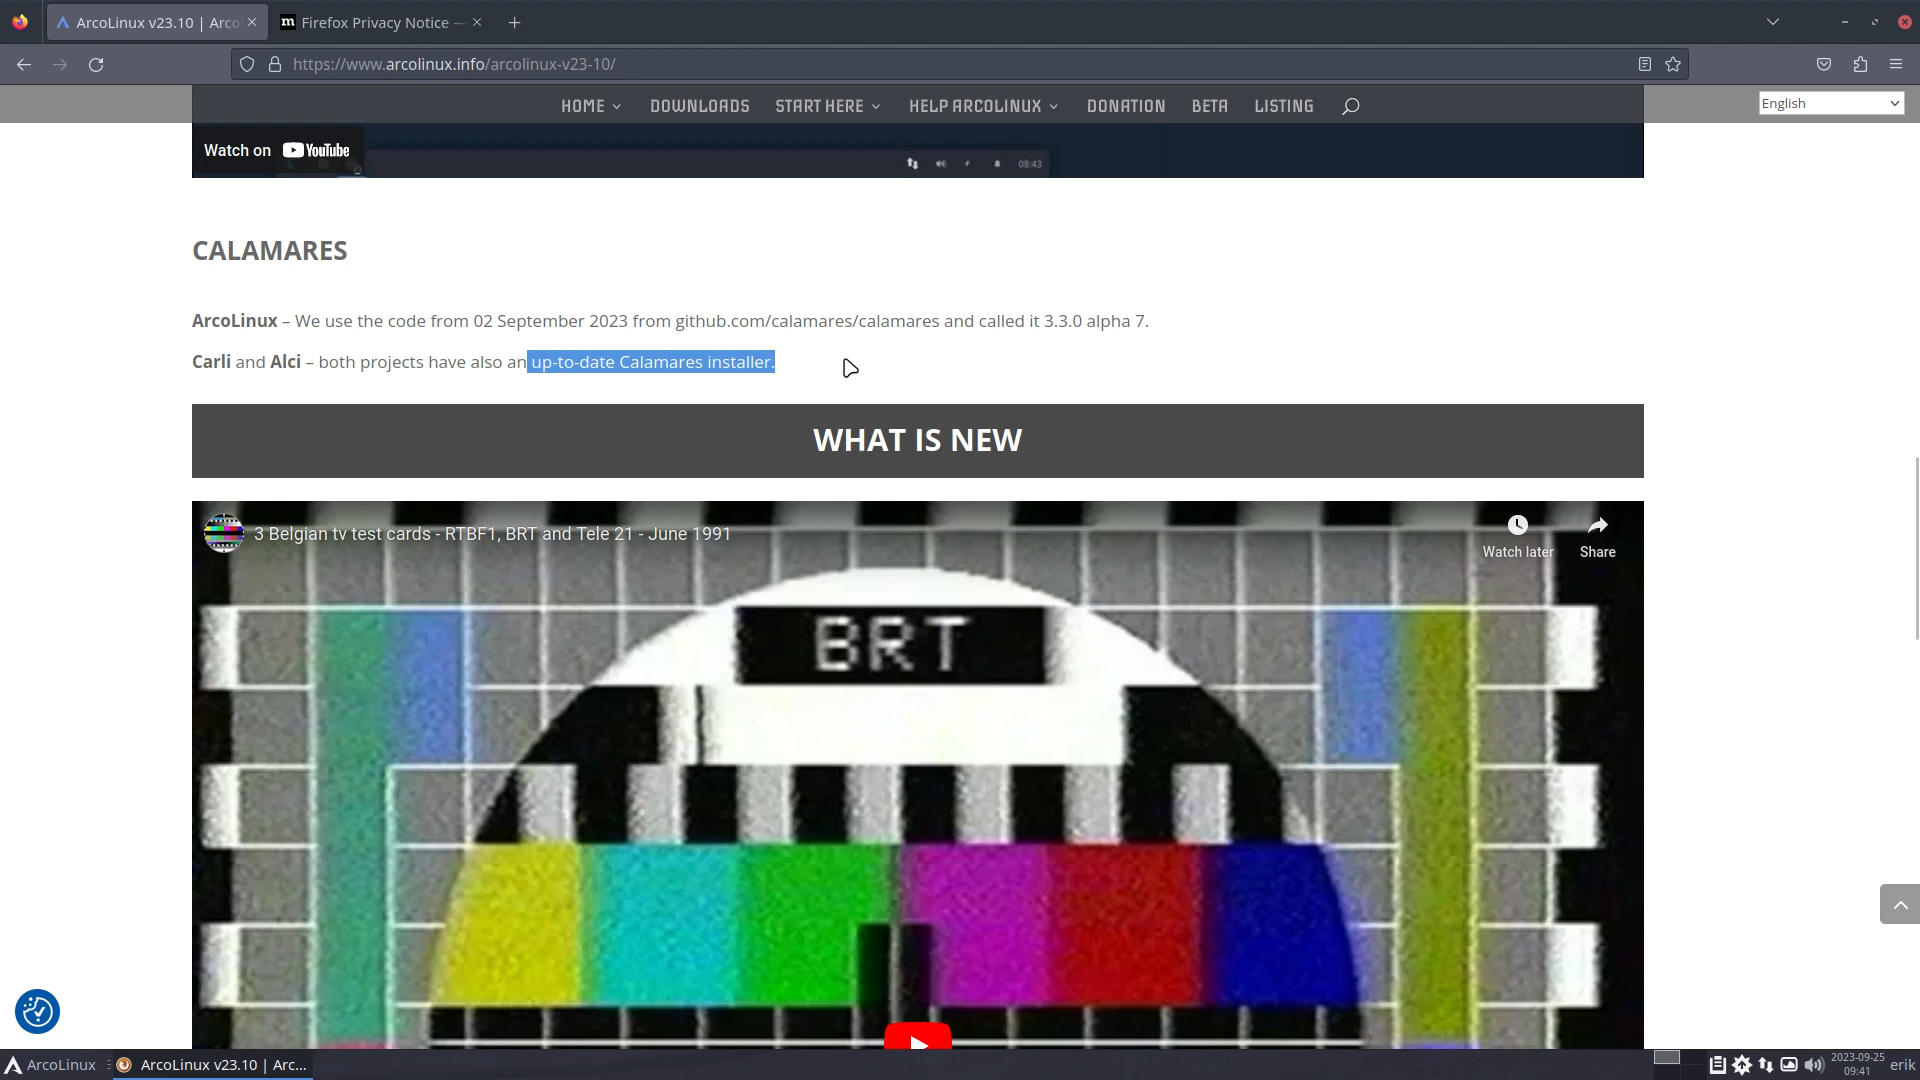 ArcoLinux v23.10 | Arco
Firefox Privacy Notice —
https://www.arcolinux.info/arcolinux-v23-10/
HOME
DOWNLOADS
START HERE
HELP ARCOLINUX
DONATION
BETA
LISTING
English
Watch on YouTube
08:43
CALAMARES
ArcoLinux – We use the code from 02 September 2023 from github.com/calamares/calamares and called it 3.3.0 alpha 7.
Carli and Alci – both projects have also an up-to-date Calamares installer.
WHAT IS NEW
3 Belgian tv test cards - RTBF1, BRT and Tele 21 - June 1991
Watch later
Share
BRT
ArcoLinux
ArcoLinux v23.10 | Arc...
2023-09-25
09:41
erik